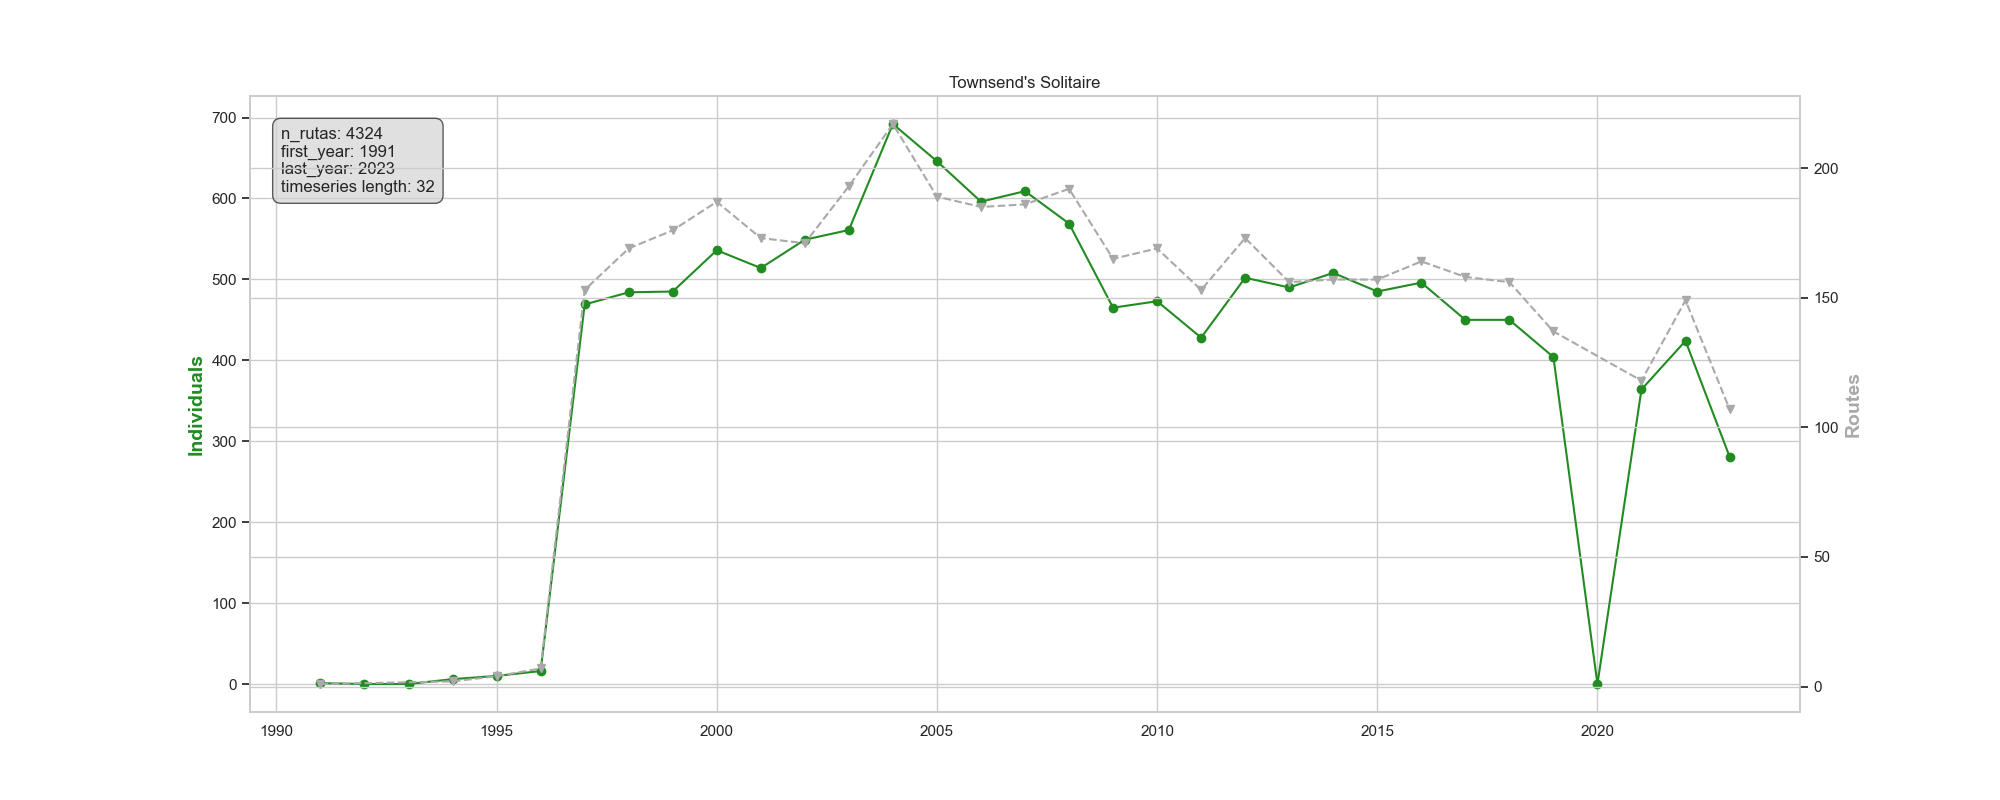 Townsend's Solitaire
n_rutas: 4324
first_year: 1991
last_year: 2023
timeseries length: 32
700
600
500
400
300
200
100
0
Individuals
200
150
100
50
0
Routes
1990
1995
2000
2005
2010
2015
2020